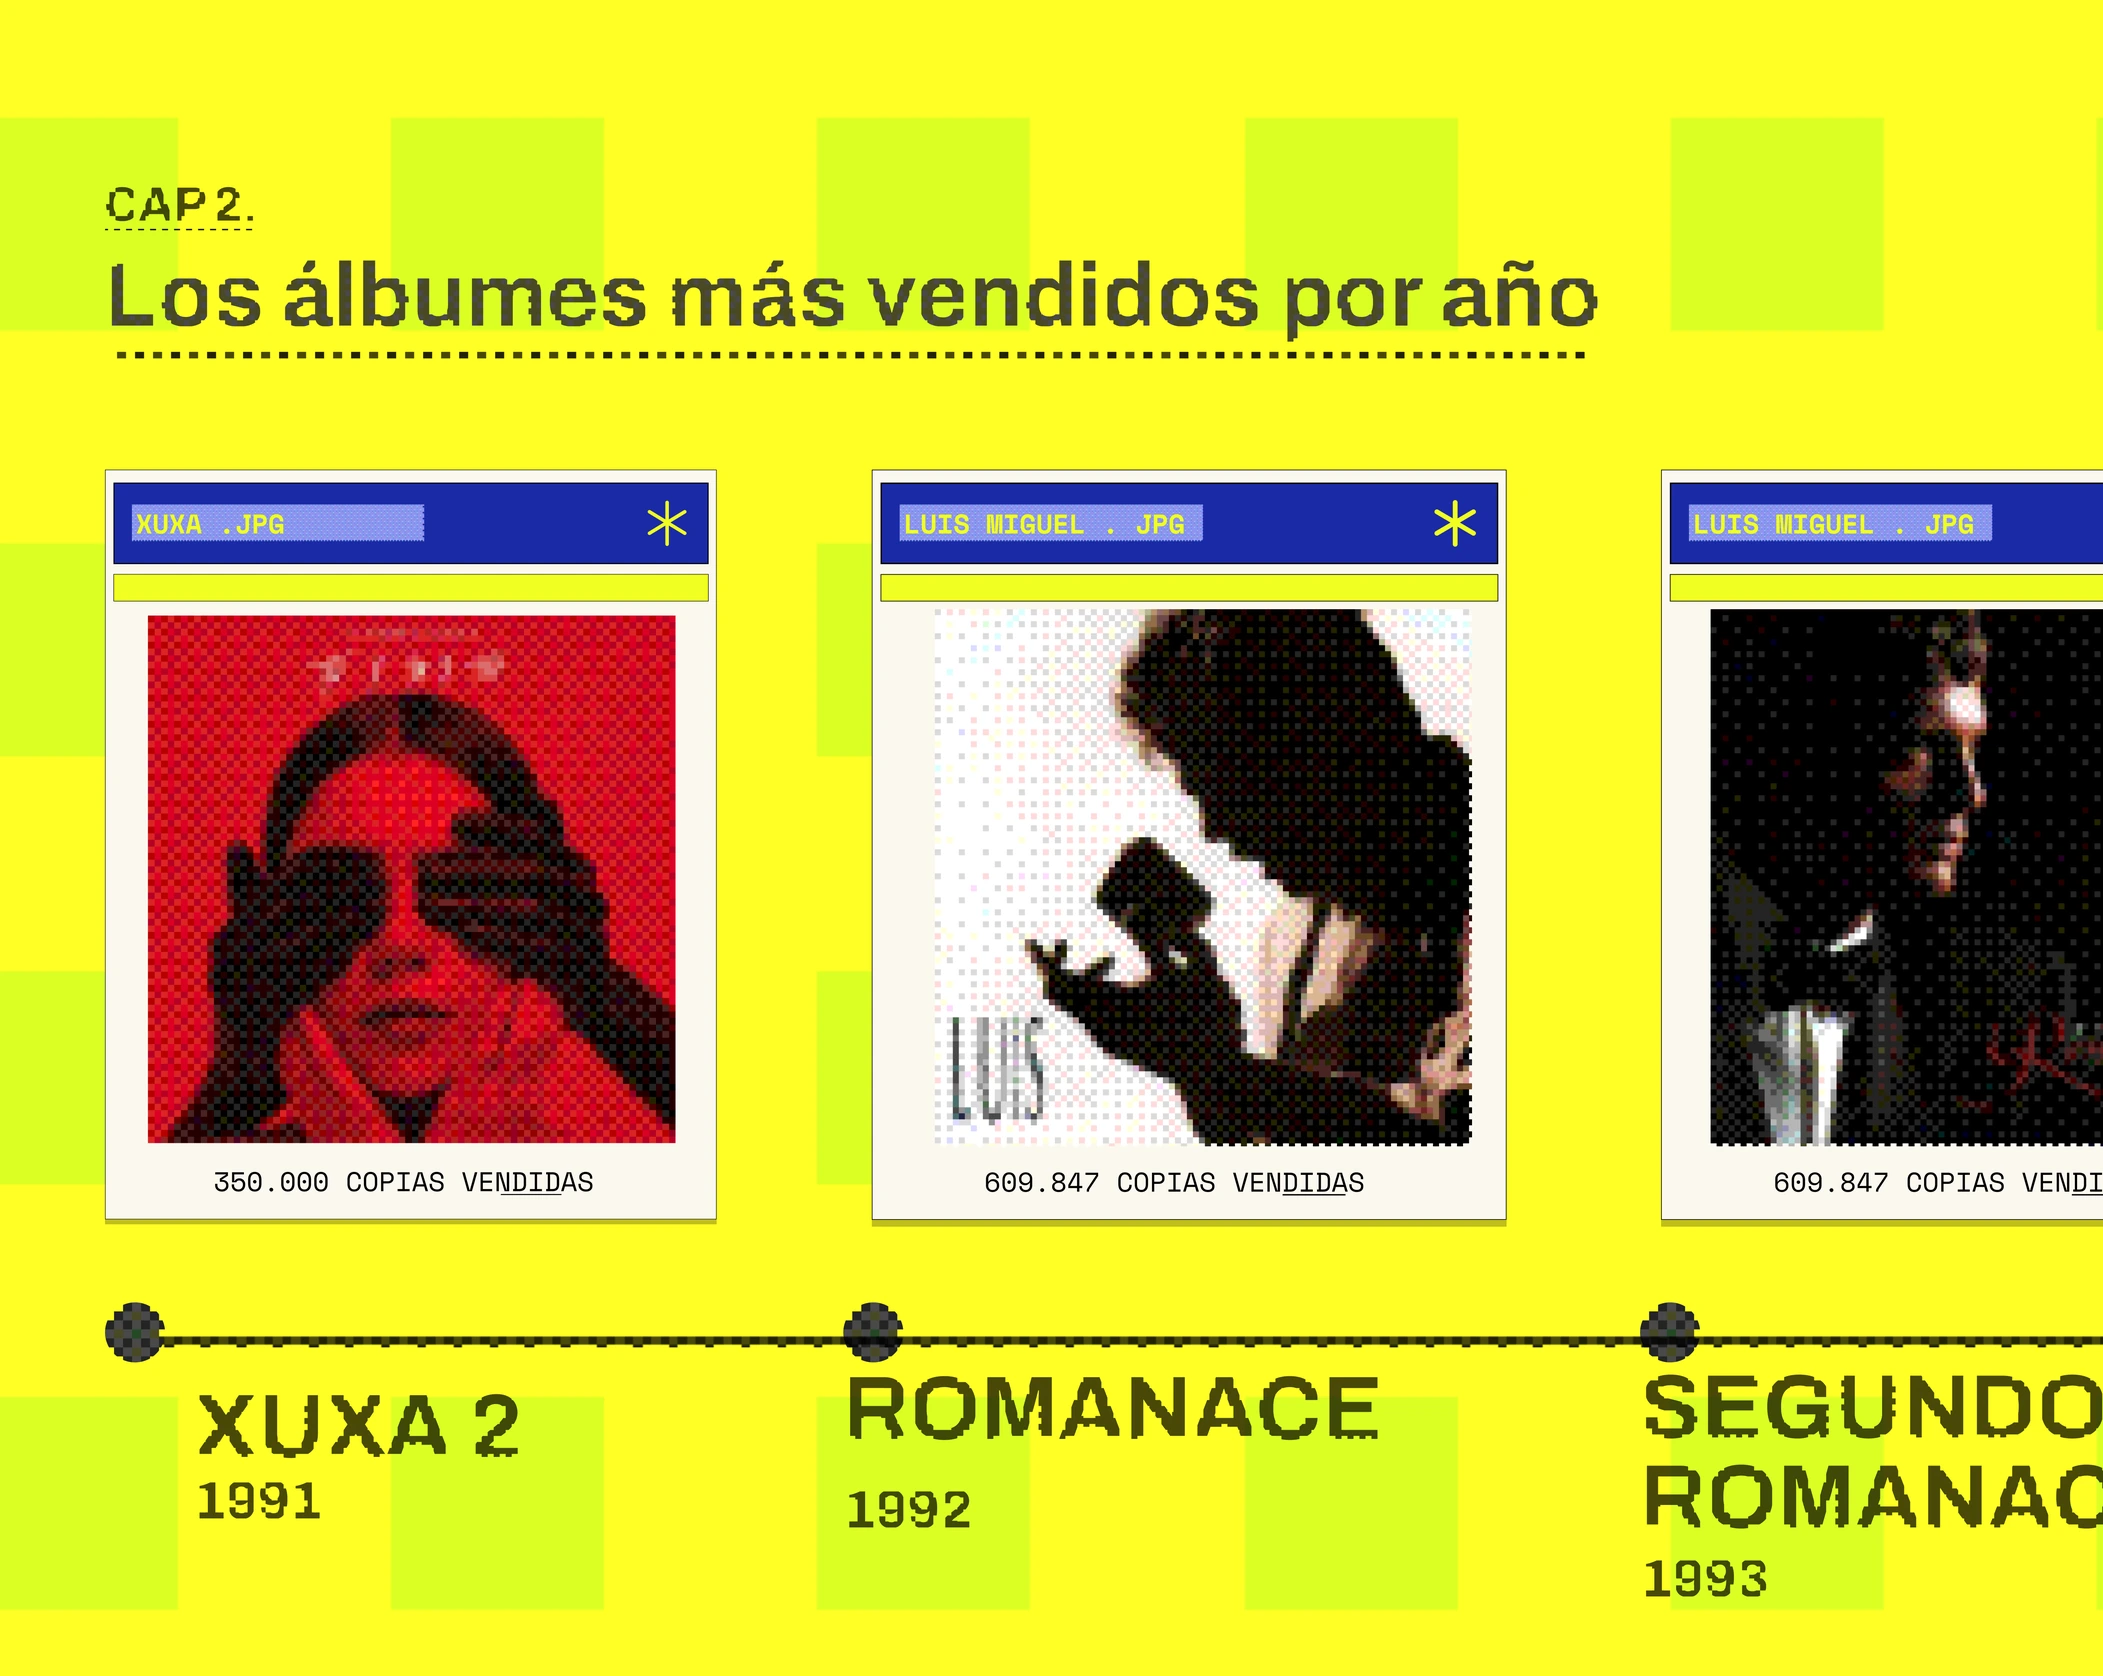 CAP 2.
Los álbumes más vendidos por año
XUXA .JPG
LUIS MIGUEL . JPG
LUIS MIGUEL . JPG
LUIS
350.000 COPIAS VENDIDAS
609.847 COPIAS VENDIDAS
609.847 COPIAS VENDI
XUXA 2
1991
ROMANACE
1992
SEGUNDO
ROMANAC
1993